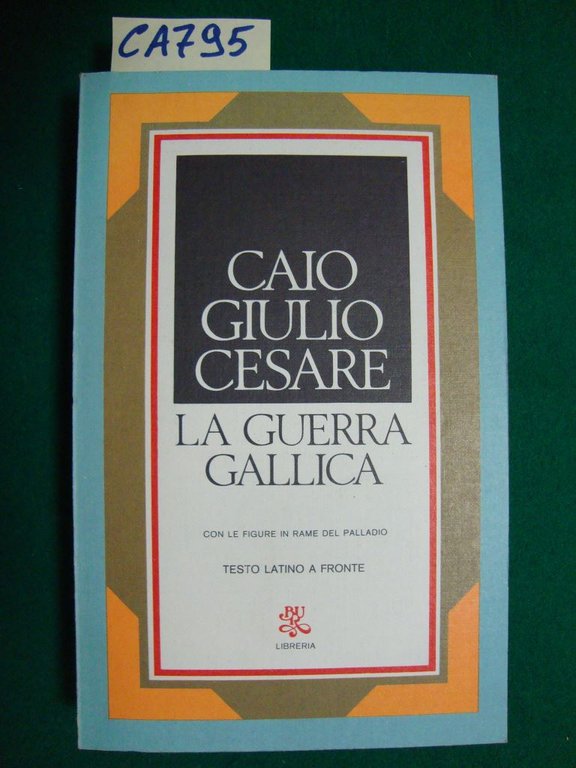 CA795
CAIO
GIULIO
CESARE
LA GUERRA
GALLICA
CON LE FIGURE IN RAME DEL PALLADIO
TESTO LATINO A FRONTE
BUR
LIBRERIA